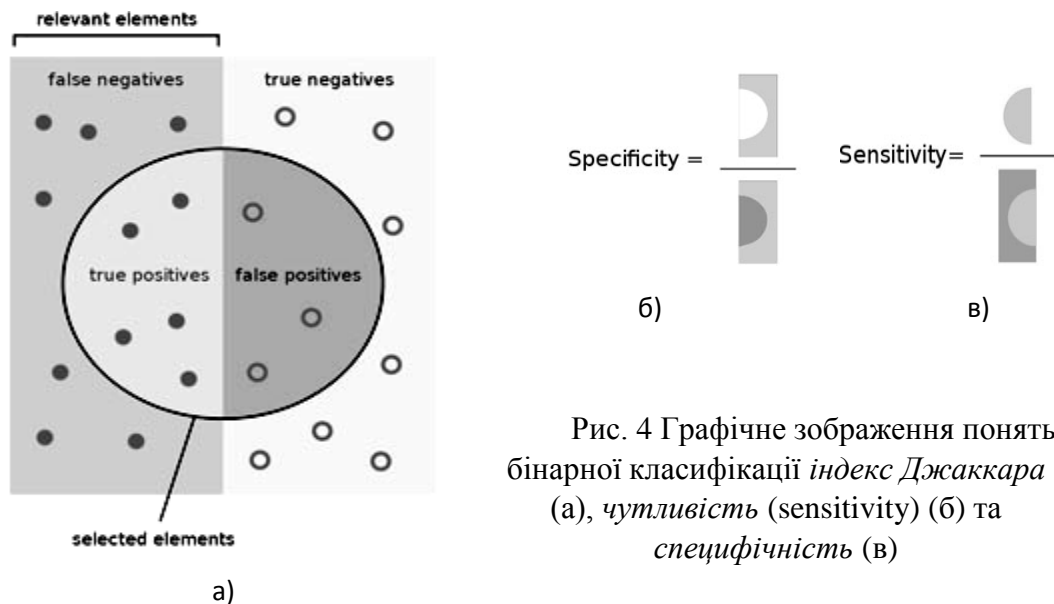 relevant elements
false negatives
true negatives
true positives
false positives
selected elements
а)
Specificity =
б)
Sensitivity=
в)
Рис. 4 Графічне зображення понять
бінарної класифікації індекс Джаккара
(а), чутливість (sensitivity) (б) та
специфічність (в)